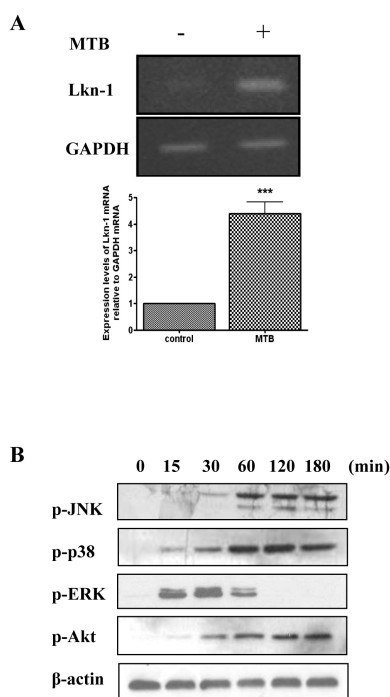 A
MTB - +
Lkn-1
GAPDH
Expression levels of Lkn-1 mRNA
relative to GAPDH mRNA
5
4
3
2
1
0
***
control MTB
B
0 15 30 60 120 180 (min)
p-JNK
p-p38
p-ERK
p-Akt
β-actin